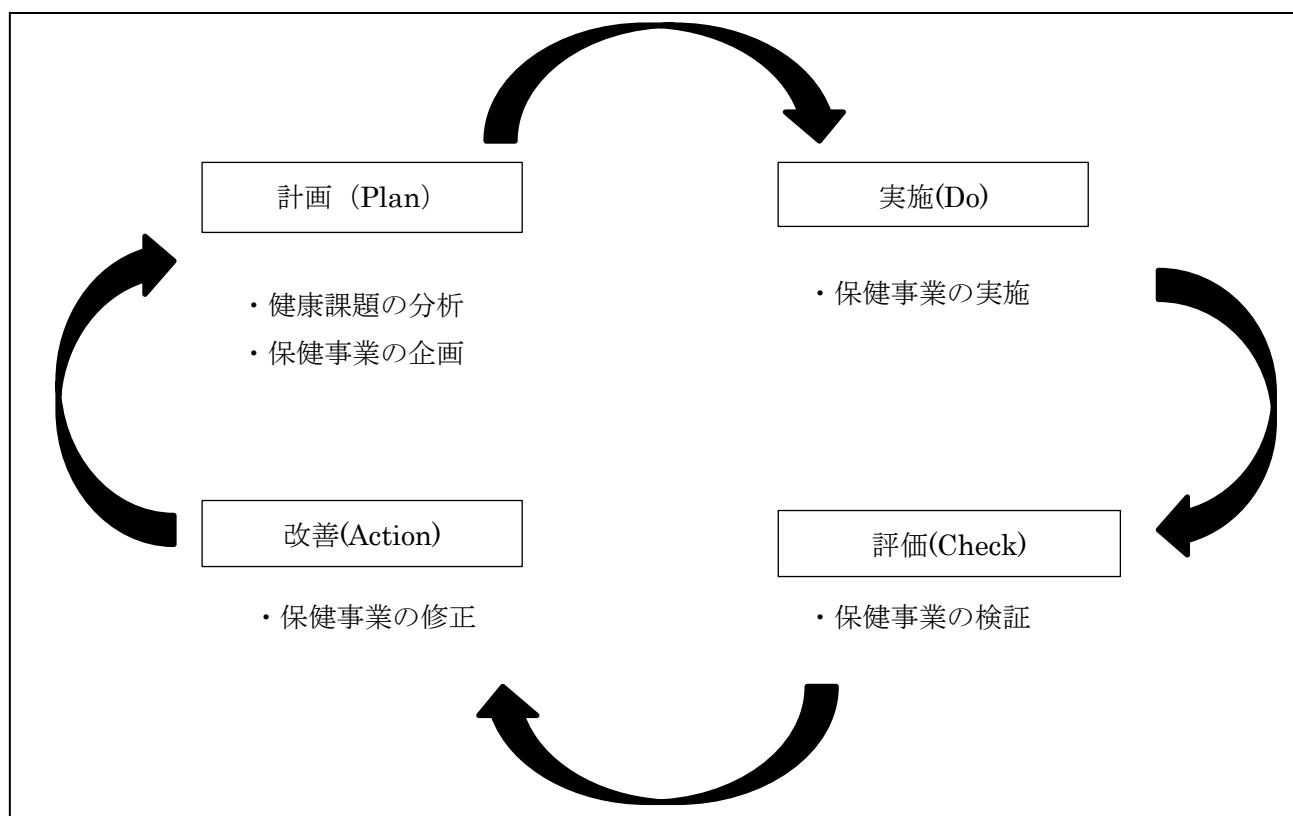 計画（Plan）
実施(Do)
・健康課題の分析
・保健事業の企画
・保健事業の実施
改善(Action)
評価(Check)
・保健事業の修正
・保健事業の検証